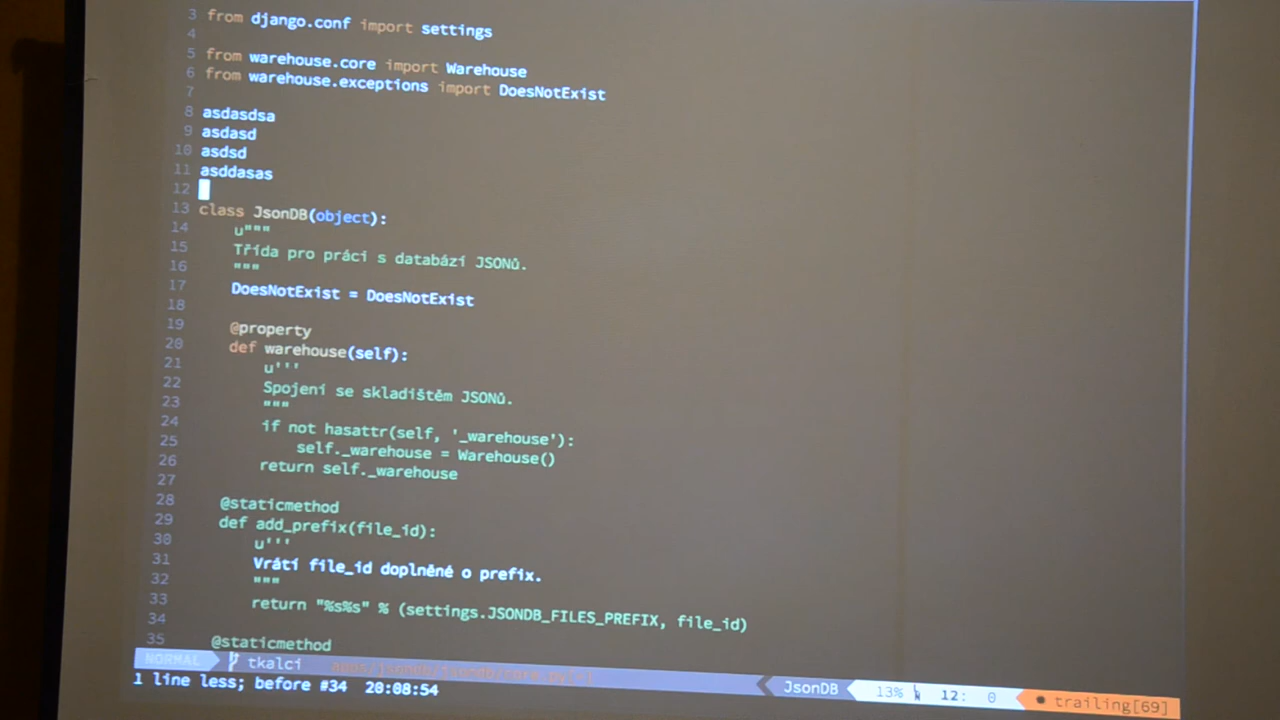 3 from django.conf import settings
4
5 from warehouse.core import Warehouse
6 from warehouse.exceptions import DoesNotExist
7
8 asdasdsa
9 asdasd
10 asdsd
11 asddasas
12
13 class JsonDB(object):
14 u"""
15 Třída pro práci s databází JSONů.
16 """
17 DoesNotExist = DoesNotExist
18
19 @property
20 def warehouse(self):
21 u'''
22 Spojení se skladištěm JSONů.
23 """
24 if not hasattr(self, '_warehouse'):
25 self._warehouse = Warehouse()
26 return self._warehouse
27
28 @staticmethod
29 def add_prefix(file_id):
30 u'''
31 Vrátí file_id doplněné o prefix.
32 """
33 return "%s%s" % (settings.JSONDB_FILES_PREFIX, file_id)
34
35 @staticmethod
NORMAL tkalci apps/jsondb/jsondb/core.py[+] JsonDB 13% 12: 0 trailing[69]
1 line less; before #34 20:08:54